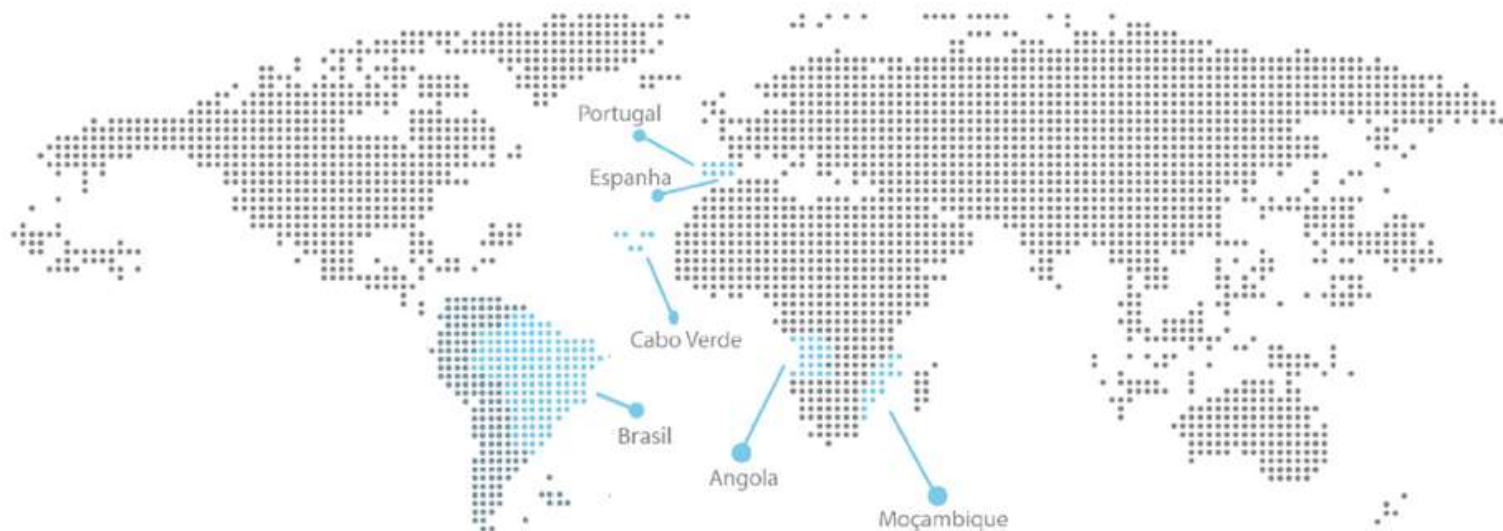 Portugal
Espanha
Cabo Verde
Brasil
Angola
Moçambique